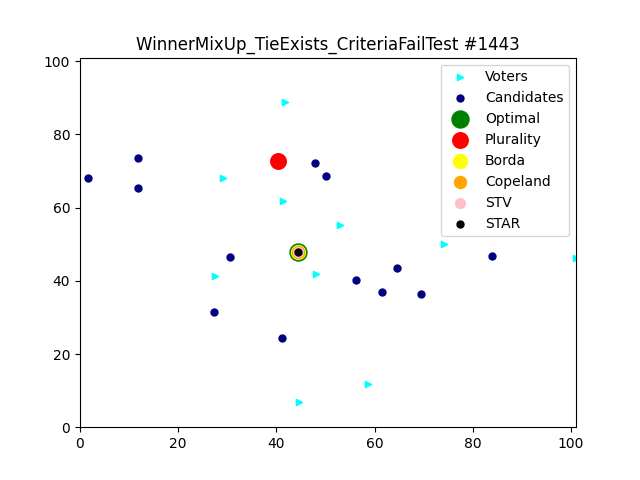 WinnerMixUp_TieExists_CriteriaFailTest #1443
100
80
60
40
20
0
0 20 40 60 80 100
Voters
Candidates
Optimal
Plurality
Borda
Copeland
STV
STAR